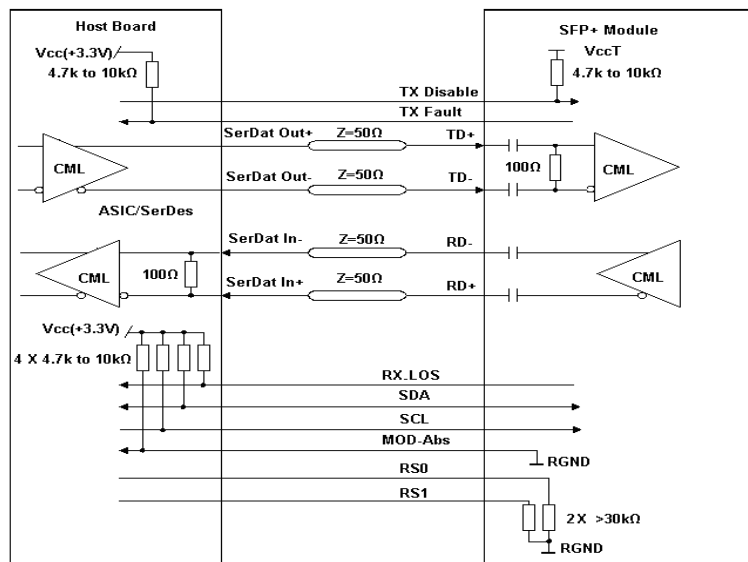 Host Board
SFP+ Module
Vcc(+3.3V)
4.7k to 10kΩ
VccT
4.7k to 10kΩ
TX Disable
TX Fault
SerDat Out+
Z=50Ω
TD+
CML
100Ω
CML
SerDat Out-
Z=50Ω
TD-
ASIC/SerDes
SerDat In-
Z=50Ω
RD-
CML
100Ω
CML
SerDat In+
Z=50Ω
RD+
Vcc(+3.3V)
4 X 4.7k to 10kΩ
RX_LOS
SDA
SCL
MOD-Abs
RGND
RS0
RS1
2X >30kΩ
RGND